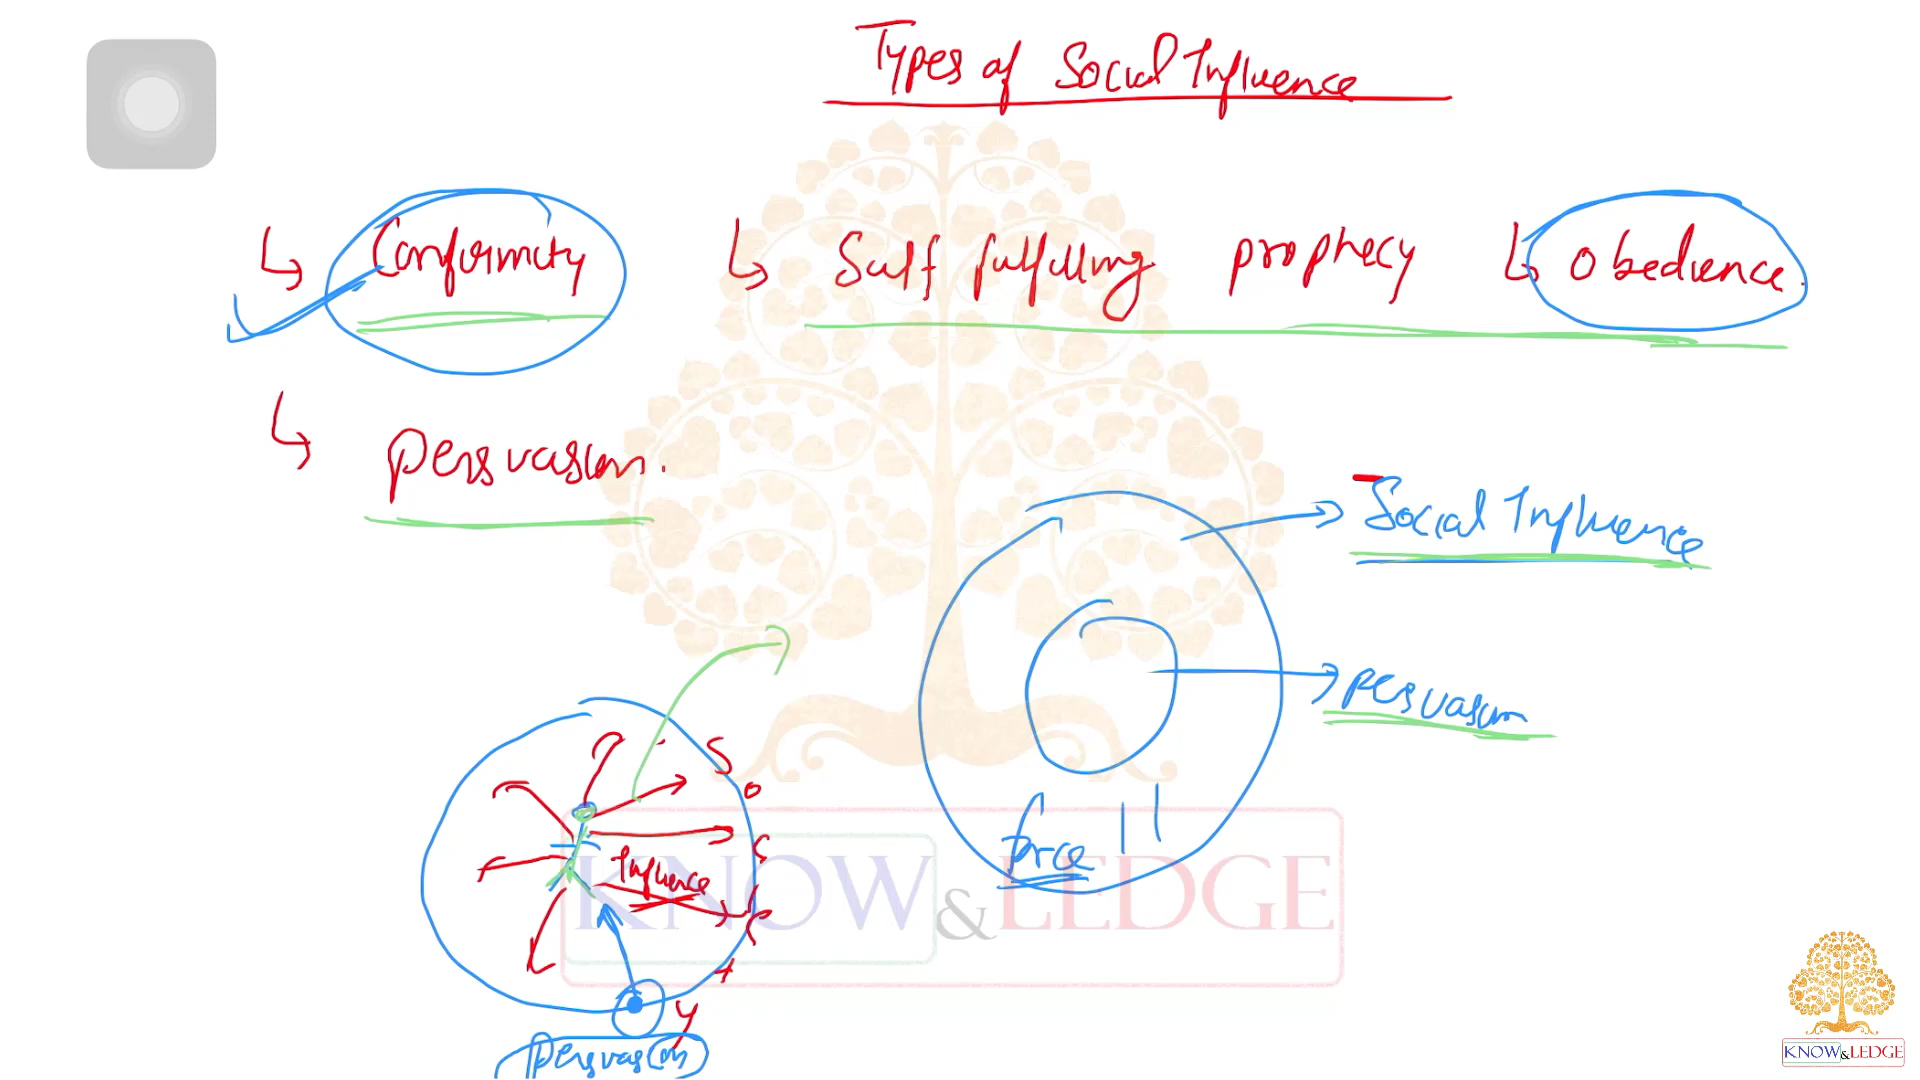 Types of Social Influence
↳ Conformity ↳ Self fulfilling prophecy ↳ Obedience.
↳ Persuasion.
Social Influence
Persuasion
force
Influence
Society
Persuasion
KNOW&LEDGE
KNOW&LEDGE